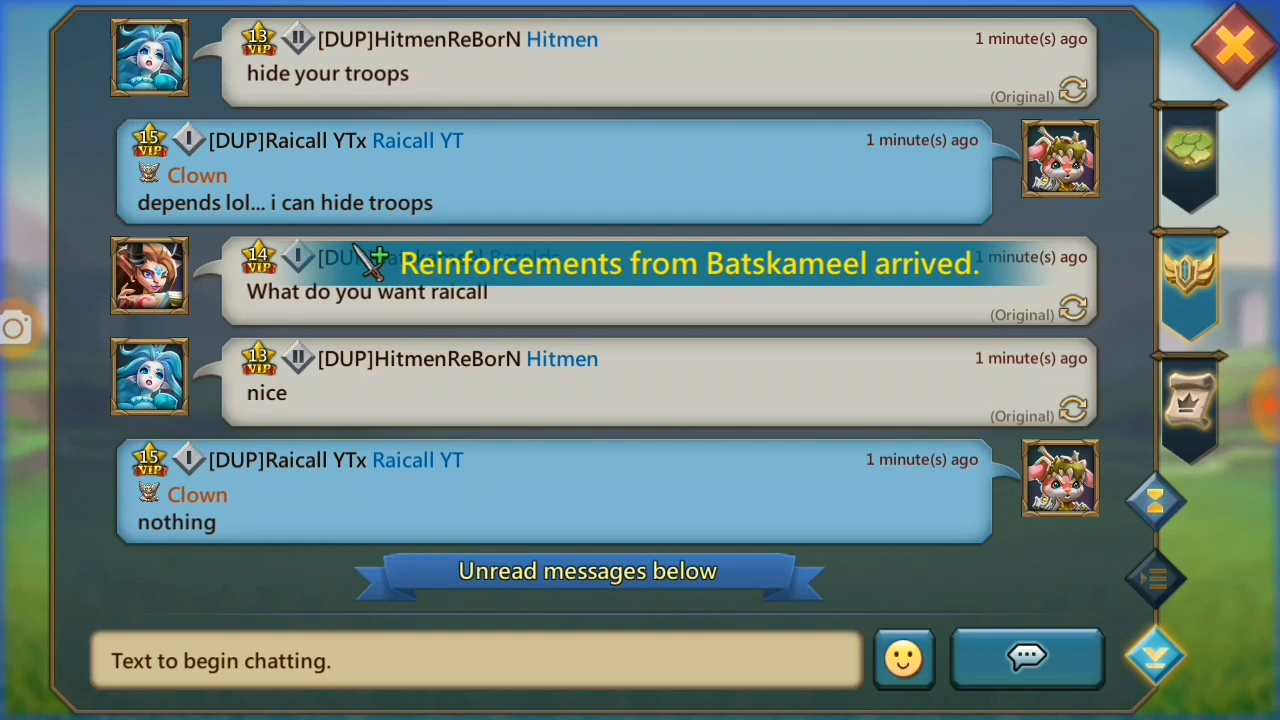 13 VIP II [DUP]HitmenReBorN Hitmen 1 minute(s) ago
hide your troops
(Original)
15 VIP I [DUP]Raicall YTx Raicall YT 1 minute(s) ago
Clown
depends lol... i can hide troops
14 VIP I 1 minute(s) ago
Reinforcements from Batskameel arrived.
What do you want raicall
(Original)
13 VIP II [DUP]HitmenReBorN Hitmen 1 minute(s) ago
nice
(Original)
15 VIP I [DUP]Raicall YTx Raicall YT 1 minute(s) ago
Clown
nothing
Unread messages below
Text to begin chatting.